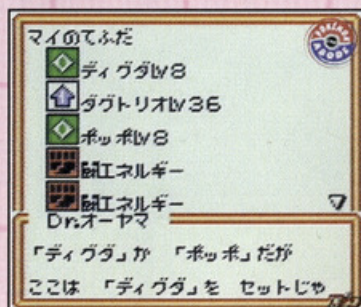 マイのてふだ
ディグダLV8
ダグトリオLV36
ポッポLV8
闘エネルギー
闘エネルギー
Dr.オーヤマ
「ディグダ」か 「ポッポ」だが
ここは 「ディグダ」を セットじゃ